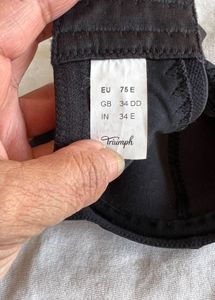 EU 75 E
GB 34 DD
IN 34 E
Triumph